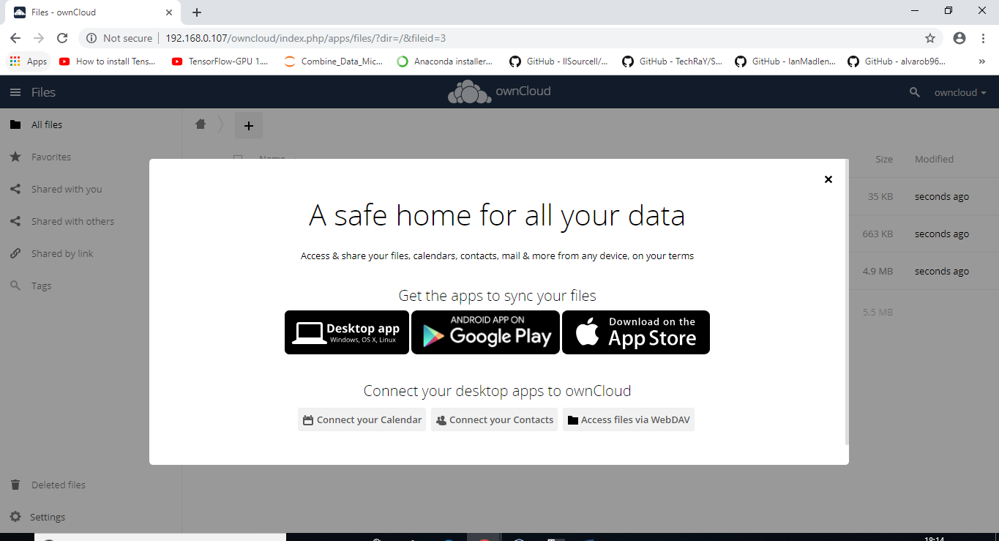 Files - ownCloud
Not secure 192.168.0.107/owncloud/index.php/apps/files/?dir=/&fileid=3
Apps How to install Tens... TensorFlow-GPU 1.... Combine_Data_Mic... Anaconda installer... GitHub - llSourcell/... GitHub - TechRaY/S... GitHub - IanMadlen... GitHub - alvarob96... »
Files ownCloud owncloud
All files
Favorites
Shared with you
Shared with others
Shared by link
Tags
Deleted files
Settings
Name Size Modified
35 KB seconds ago
663 KB seconds ago
4.9 MB seconds ago
5.5 MB
A safe home for all your data
Access & share your files, calendars, contacts, mail & more from any device, on your terms
Get the apps to sync your files
Desktop app
Windows, OS X, Linux
ANDROID APP ON
Google Play
Download on the
App Store
Connect your desktop apps to ownCloud
Connect your Calendar Connect your Contacts Access files via WebDAV
18:14